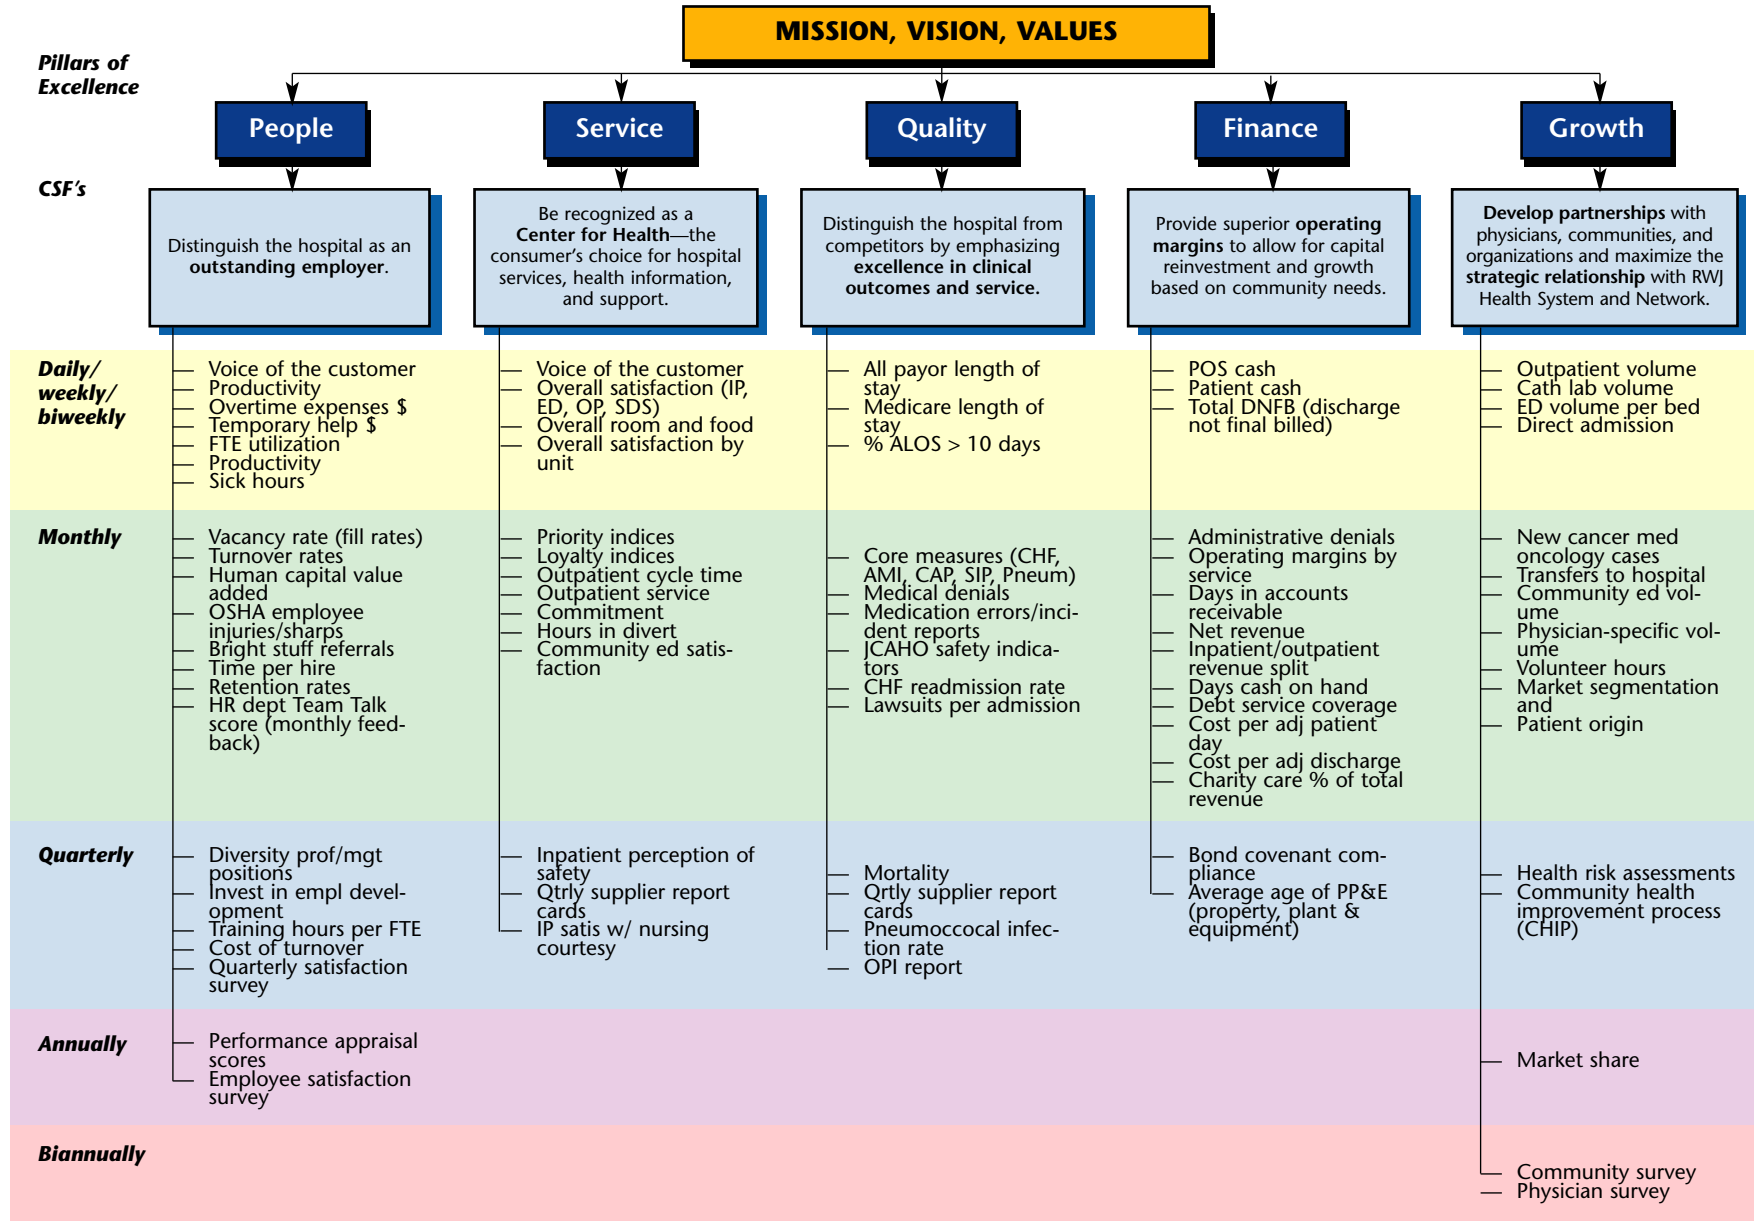 MISSION, VISION, VALUES
Pillars of
Excellence
People
Service
Quality
Finance
Growth
CSF's
Distinguish the hospital as an
outstanding employer.
Be recognized as a
Center for Health—the
consumer's choice for hospital
services, health information,
and support.
Distinguish the hospital from
competitors by emphasizing
excellence in clinical
outcomes and service.
Provide superior operating
margins to allow for capital
reinvestment and growth
based on community needs.
Develop partnerships with
physicians, communities, and
organizations and maximize the
strategic relationship with RWJ
Health System and Network.
Daily/
weekly/
biweekly
Voice of the customer
Productivity
Overtime expenses $
Temporary help $
FTE utilization
Productivity
Sick hours
Voice of the customer
Overall satisfaction (IP,
ED, OP, SDS)
Overall room and food
Overall satisfaction by
unit
All payor length of
stay
Medicare length of
stay
% ALOS > 10 days
POS cash
Patient cash
Total DNFB (discharge
not final billed)
Outpatient volume
Cath lab volume
ED volume per bed
Direct admission
Monthly
Vacancy rate (fill rates)
Turnover rates
Human capital value
added
OSHA employee
injuries/sharps
Bright stuff referrals
Time per hire
Retention rates
HR dept Team Talk
score (monthly feed-
back)
Priority indices
Loyalty indices
Outpatient cycle time
Outpatient service
Commitment
Hours in divert
Community ed satis-
faction
Core measures (CHF,
AMI, CAP, SIP, Pneum)
Medical denials
Medication errors/inci-
dent reports
JCAHO safety indica-
tors
CHF readmission rate
Lawsuits per admission
Administrative denials
Operating margins by
service
Days in accounts
receivable
Net revenue
Inpatient/outpatient
revenue split
Days cash on hand
Debt service coverage
Cost per adj patient
day
Cost per adj discharge
Charity care % of total
revenue
New cancer med
oncology cases
Transfers to hospital
Community ed vol-
ume
Physician-specific vol-
ume
Volunteer hours
Market segmentation
and
Patient origin
Quarterly
Diversity prof/mgt
positions
Invest in empl devel-
opment
Training hours per FTE
Cost of turnover
Quarterly satisfaction
survey
Inpatient perception of
safety
Qtrly supplier report
cards
IP satis w/ nursing
courtesy
Mortality
Qrtly supplier report
cards
Pneumoccocal infec-
tion rate
OPI report
Bond covenant com-
pliance
Average age of PP&E
(property, plant &
equipment)
Health risk assessments
Community health
improvement process
(CHIP)
Annually
Performance appraisal
scores
Employee satisfaction
survey
Market share
Biannually
Community survey
Physician survey